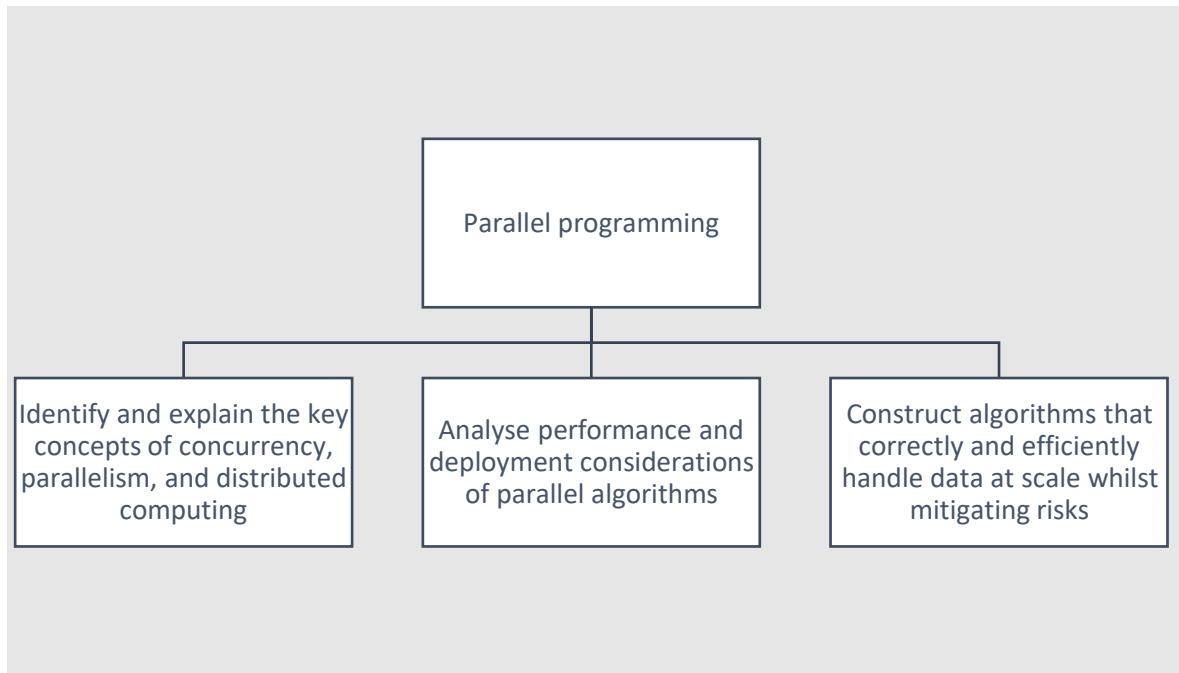 Parallel programming
Identify and explain the key
concepts of concurrency,
parallelism, and distributed
computing
Analyse performance and
deployment considerations
of parallel algorithms
Construct algorithms that
correctly and efficiently
handle data at scale whilst
mitigating risks